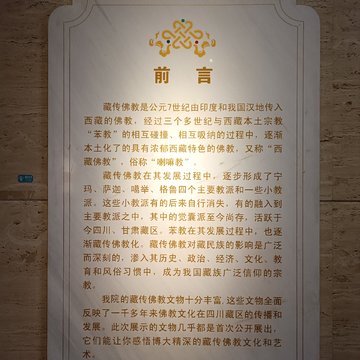 前言
藏传佛教是公元7世纪由印度和我国汉地传入
西藏的佛教，经过三个多世纪与西藏本土宗教
“苯教”的相互碰撞、相互吸纳的过程中，逐渐
本土化了的具有浓郁西藏特色的佛教，又称“西
藏佛教”，俗称“喇嘛教”。
藏传佛教在其发展过程中，逐步形成了宁
玛、萨迦、噶举、格鲁四个主要教派和一些小教
派。这些小教派有的后来自行消失，有的融入到
主要教派之中，其中的觉囊派至今尚存，活跃于
今四川、甘肃藏区。苯教在其发展过程中，也逐
渐藏传佛教化。藏传佛教对藏民族的影响是广泛
而深刻的，渗入其历史、政治、经济、文化、教
育和风俗习惯中，成为我国藏族广泛信仰的宗
教。
我院的藏传佛教文物十分丰富，这些文物全面
反映了一千多年来佛教文化在四川藏区的传播和
发展。此次展示的文物几乎都是首次公开展出，
它们能让你感悟博大精深的藏传佛教文化和艺
术。